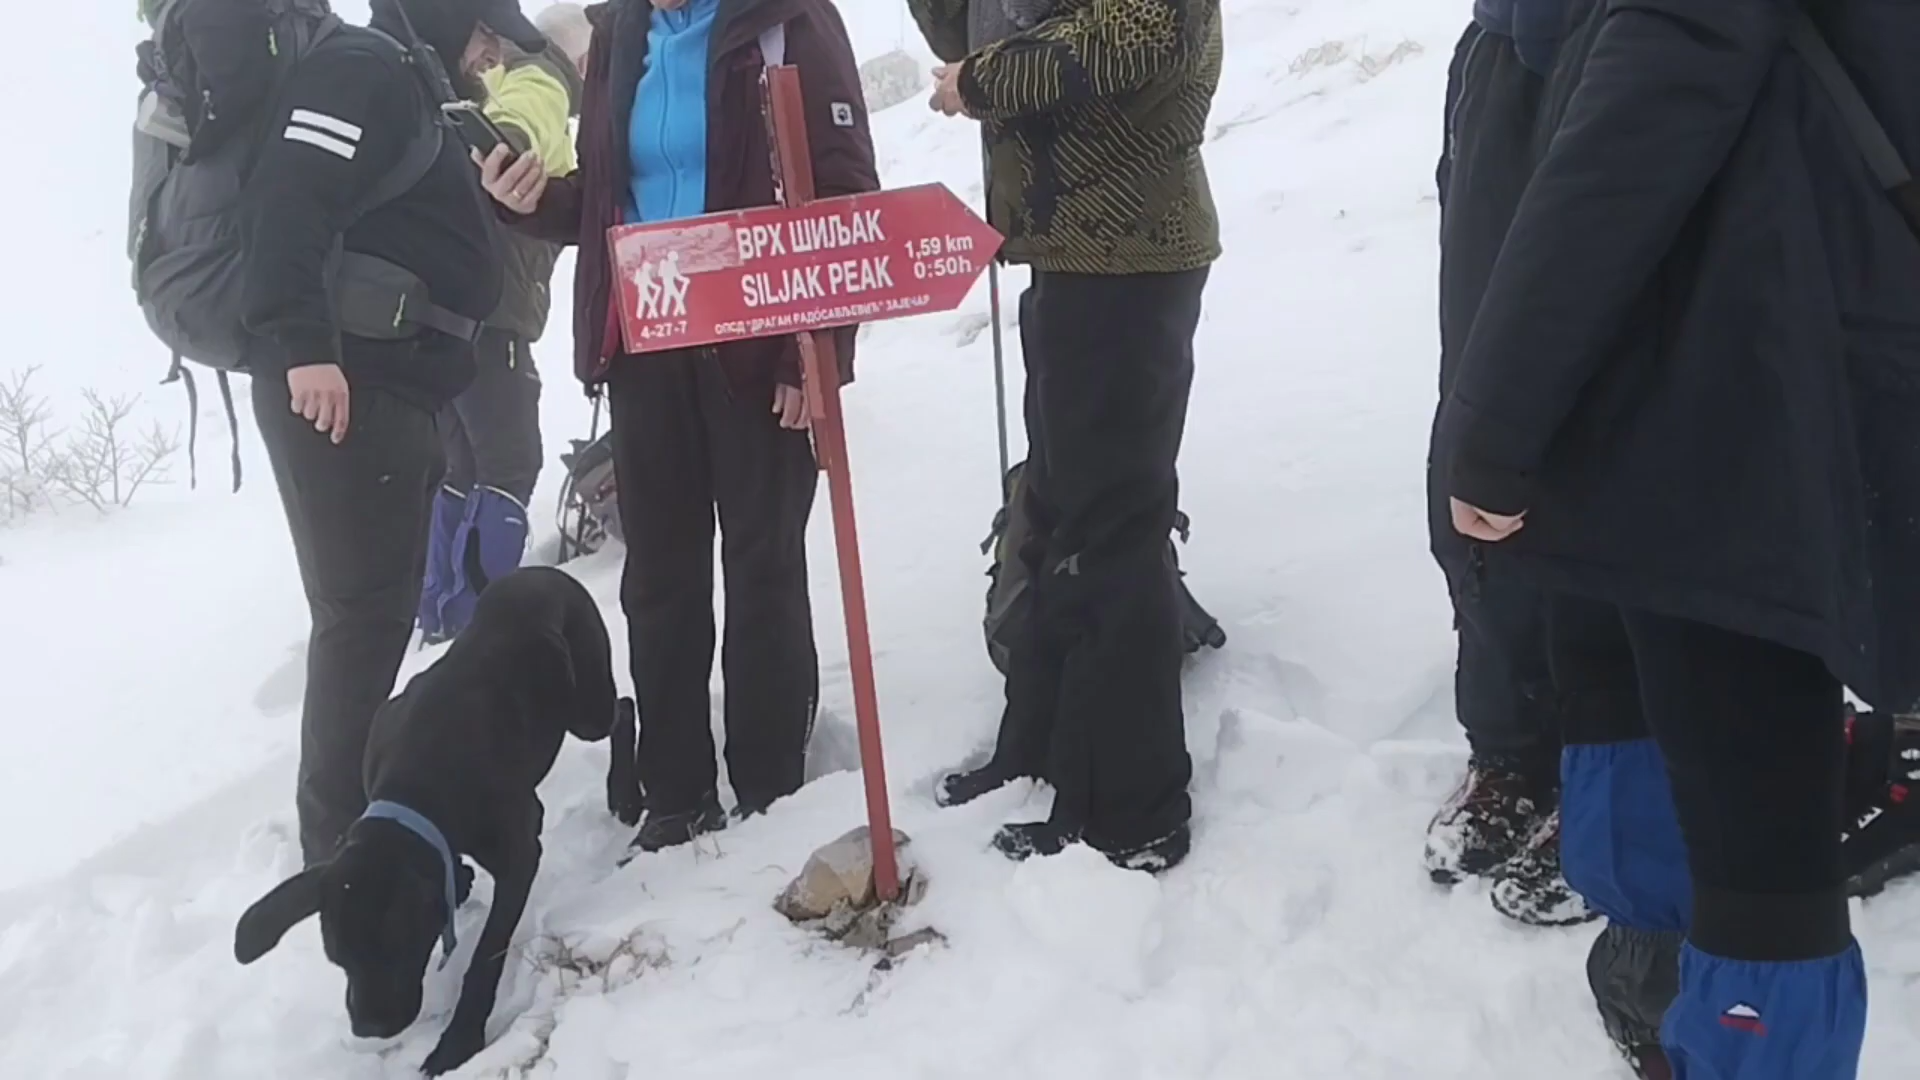 ВРХ ШИЉАК
SILJAK PEAK
1,59 km
0:50h
4-27-7
ОПСД "ДРАГАН РАДОСАВЉЕВИЋ" ЗАЈЕЧАР